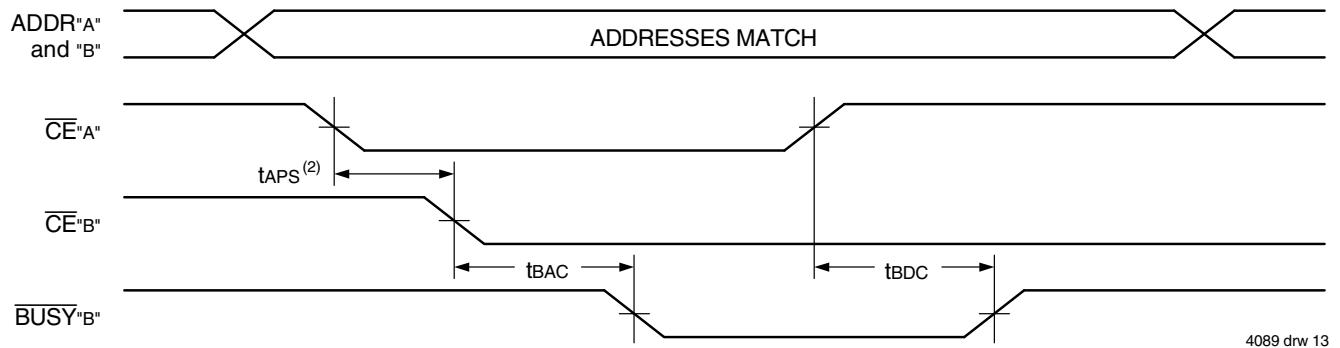 ADDR"A"
and "B"
ADDRESSES MATCH
CE"A"
tAPS (2)
CE"B"
tBAC
tBDC
BUSY"B"
4089 drw 13